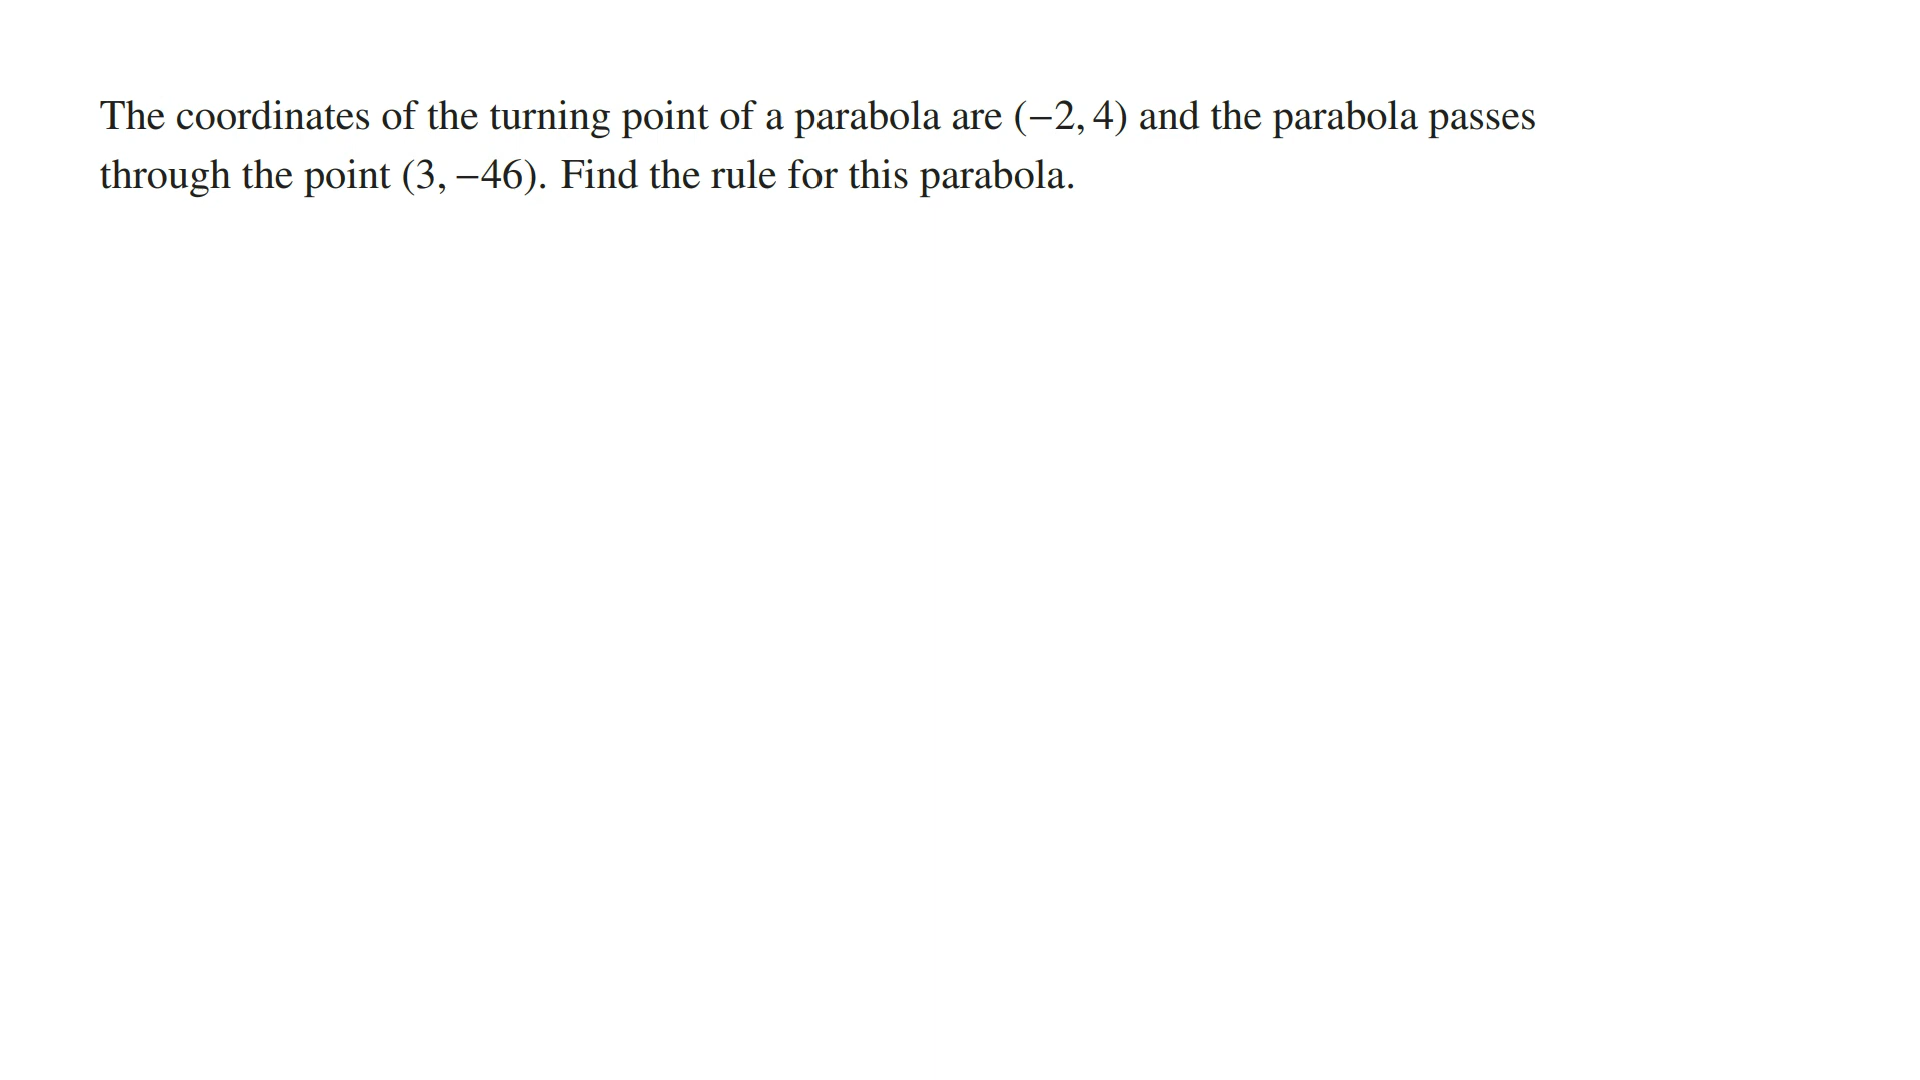 The coordinates of the turning point of a parabola are (−2, 4) and the parabola passes
through the point (3, −46). Find the rule for this parabola.